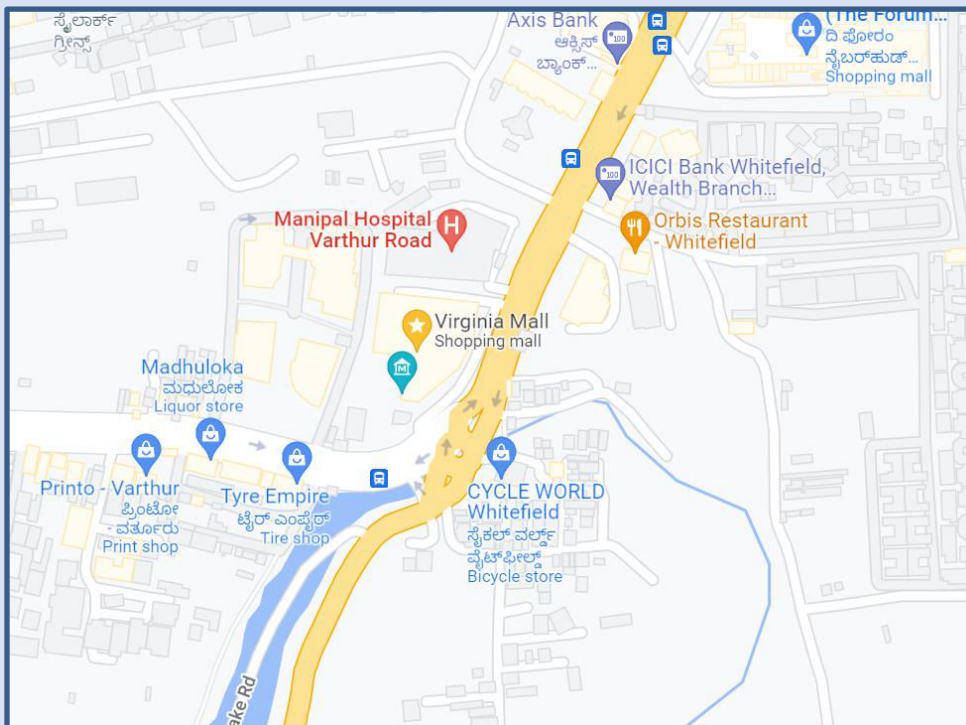 ಸ್ಕೈಲಾರ್ಕ್
ಗ್ರೀನ್ಸ್
Axis Bank
ಆಕ್ಸಿಸ್
ಬ್ಯಾಂಕ್...
(The Forum...
ದಿ ಫೋರಂ
ನೈಬರ್‌ಹುಡ್...
Shopping mall
ICICI Bank Whitefield,
Wealth Branch...
Manipal Hospital
Varthur Road
H
Orbis Restaurant
- Whitefield
Virginia Mall
Shopping mall
Madhuloka
ಮಧುಲೋಕ
Liquor store
Printo - Varthur
ಪ್ರಿಂಟೋ
- ವರ್ತೂರು
Print shop
Tyre Empire
ಟೈರ್ ಎಂಪೈರ್
Tire shop
CYCLE WORLD
Whitefield
ಸೈಕಲ್ ವರ್ಲ್ಡ್
ವೈಟ್‌ಫೀಲ್ಡ್
Bicycle store
ake Rd